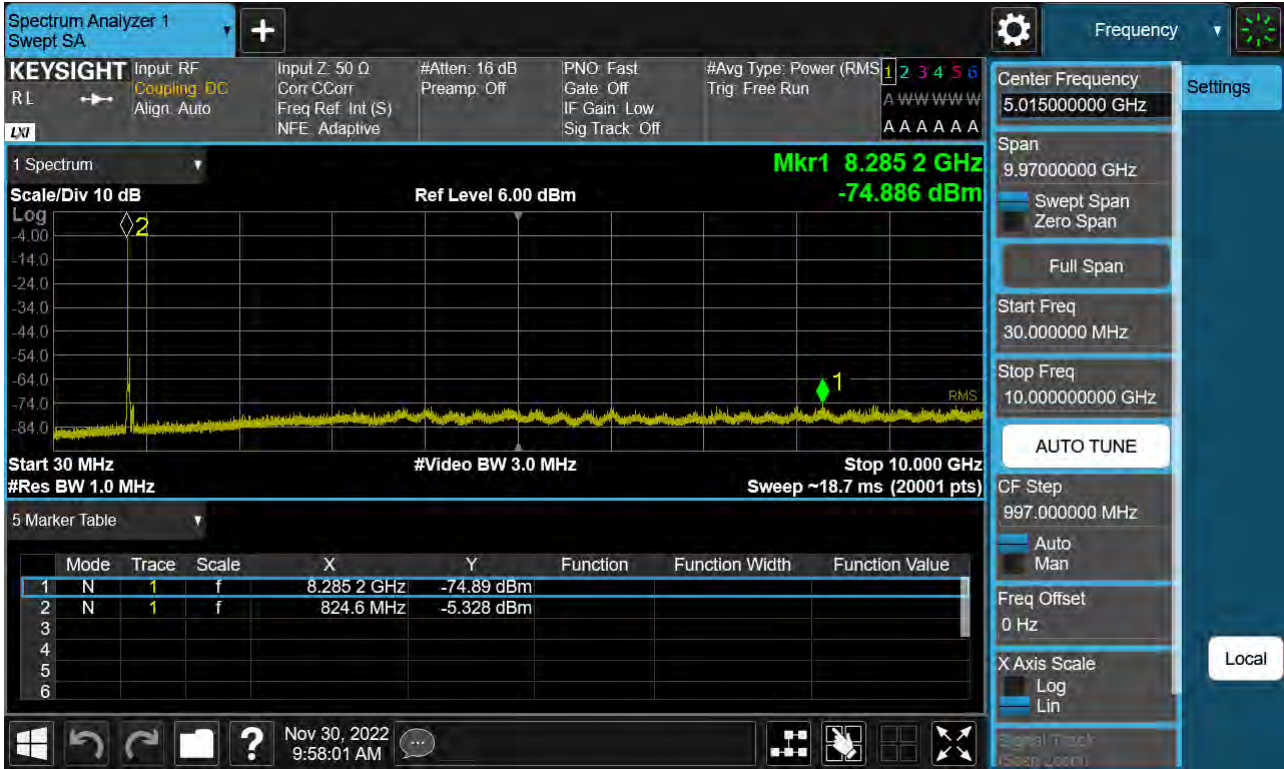 Spectrum Analyzer 1
Swept SA
+
Frequency
KEYSIGHT
RL
LXI
Input: RF
Coupling: DC
Align: Auto
Input Z: 50 Ω
Corr CCorr
Freq Ref: Int (S)
NFE: Adaptive
#Atten: 16 dB
Preamp: Off
PNO: Fast
Gate: Off
IF Gain: Low
Sig Track: Off
#Avg Type: Power (RMS
Trig: Free Run
1 2 3 4 5 6
A W W W W W
A A A A A A
1 Spectrum
Mkr1 8.285 2 GHz
Scale/Div 10 dB
Ref Level 6.00 dBm
-74.886 dBm
Log
2
-4.00
-14.0
-24.0
-34.0
-44.0
-54.0
-64.0
1
-74.0
RMS
-84.0
Start 30 MHz
#Video BW 3.0 MHz
Stop 10.000 GHz
#Res BW 1.0 MHz
Sweep ~18.7 ms (20001 pts)
5 Marker Table
Mode Trace Scale X Y Function Function Width Function Value
1 N 1 f 8.285 2 GHz -74.89 dBm
2 N 1 f 824.6 MHz -5.328 dBm
3
4
5
6
Center Frequency
5.015000000 GHz
Settings
Span
9.97000000 GHz
Swept Span
Zero Span
Full Span
Start Freq
30.000000 MHz
Stop Freq
10.000000000 GHz
AUTO TUNE
CF Step
997.000000 MHz
Auto
Man
Freq Offset
0 Hz
X Axis Scale
Log
Lin
Local
Signal Track
(Span Zoom)
?
Nov 30, 2022
9:58:01 AM